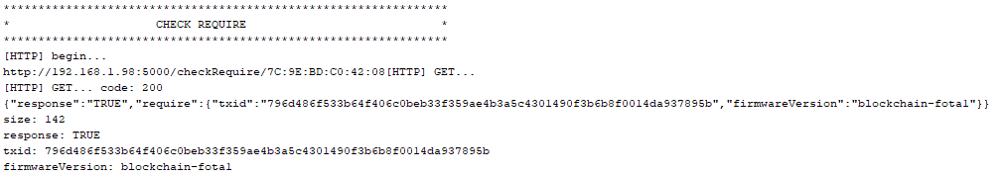 ****************************************************************
*                     CHECK REQUIRE                            *
****************************************************************
[HTTP] begin...
http://192.168.1.98:5000/checkRequire/7C:9E:BD:C0:42:08[HTTP] GET...
[HTTP] GET... code: 200
{"response":"TRUE","require":{"txid":"796d486f533b64f406c0beb33f359ae4b3a5c4301490f3b6b8f0014da937895b","firmwareVersion":"blockchain-fota1"}}
size: 142
response: TRUE
txid: 796d486f533b64f406c0beb33f359ae4b3a5c4301490f3b6b8f0014da937895b
firmwareVersion: blockchain-fota1